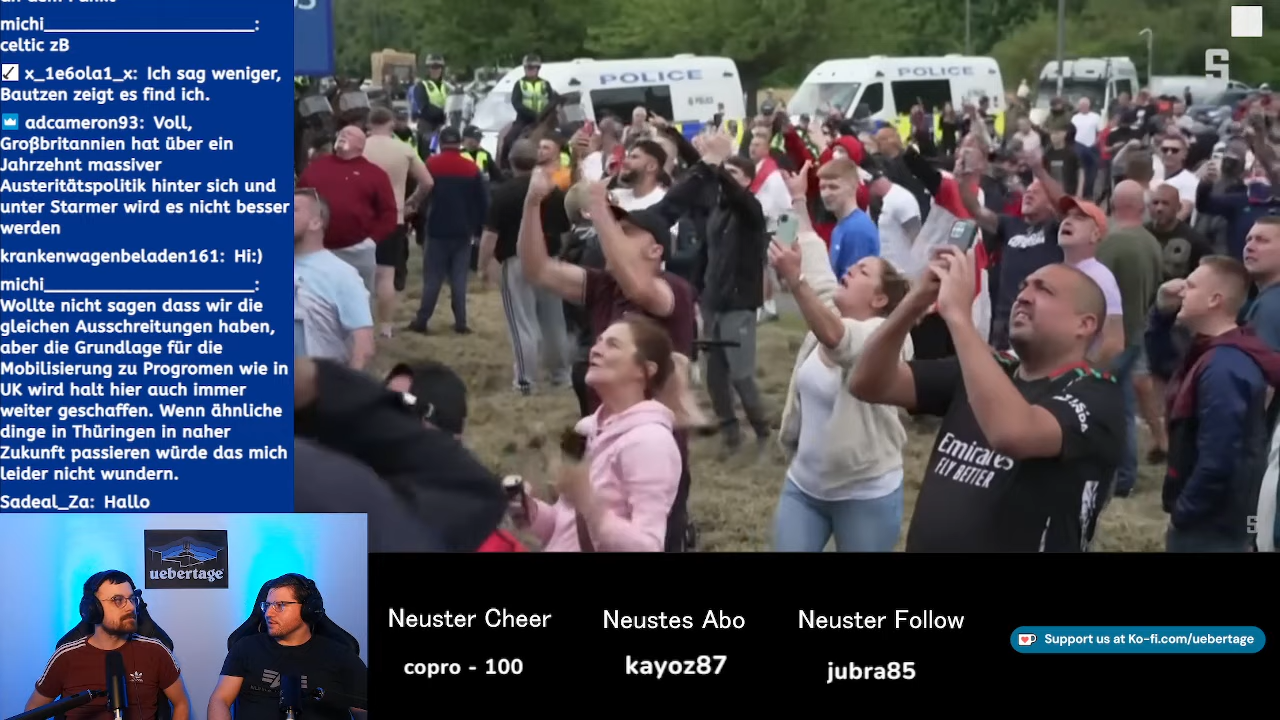 michi______________________:
celtic zB
x_1e6ola1_x: Ich sag weniger,
Bautzen zeigt es find ich.
adcameron93: Voll,
Großbritannien hat über ein
Jahrzehnt massiver
Austeritätspolitik hinter sich und
unter Starmer wird es nicht besser
werden
krankenwagenbeladen161: Hi:)
michi______________________:
Wollte nicht sagen dass wir die
gleichen Ausschreitungen haben,
aber die Grundlage für die
Mobilisierung zu Progromen wie in
UK wird halt hier auch immer
weiter geschaffen. Wenn ähnliche
dinge in Thüringen in naher
Zukunft passieren würde das mich
leider nicht wundern.
Sadeal_Za: Hallo
POLICE
POLICE
POLICE
Emirates
FLY BETTER
S
S
uebertage
Neuster Cheer
copro - 100
Neustes Abo
kayoz87
Neuster Follow
jubra85
Support us at Ko-fi.com/uebertage